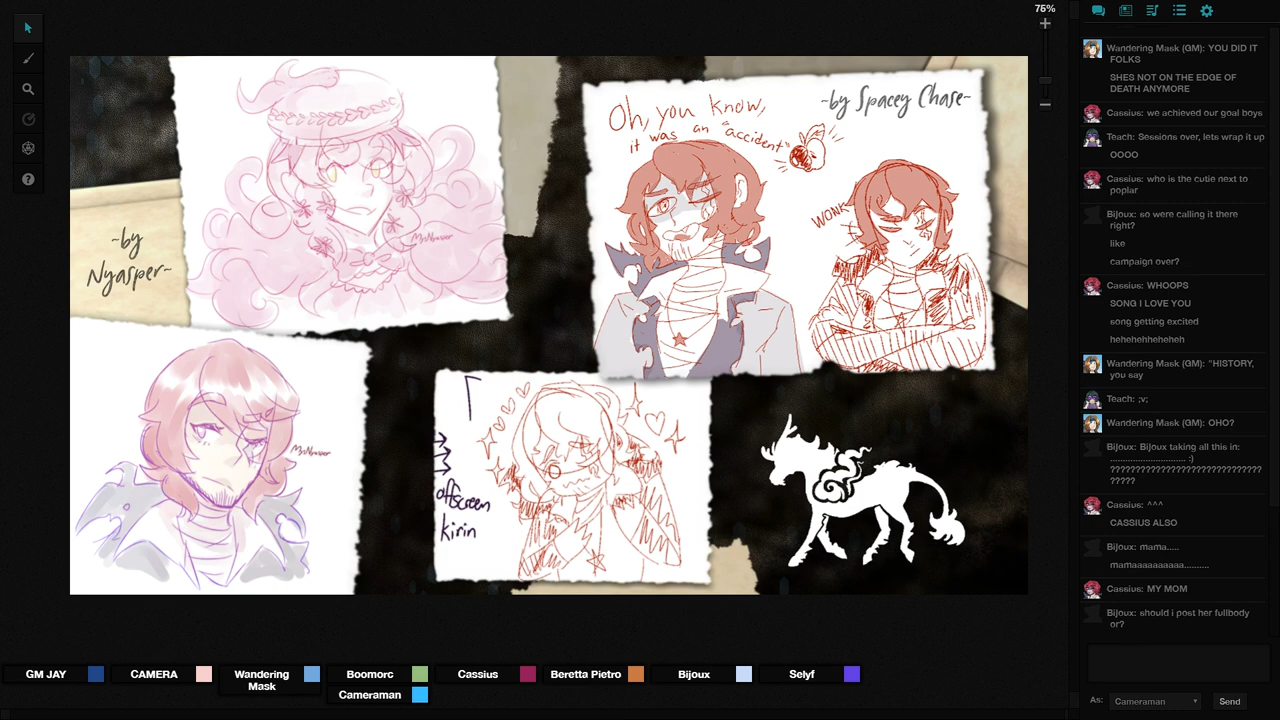 75%
~by
Nyasper~
Oh, you know,
it was an "accident"
~by Spacey Chase~
WONK
offscreen
kirin
Wandering Mask (GM): YOU DID IT
FOLKS
SHES NOT ON THE EDGE OF
DEATH ANYMORE
Cassius: we achieved our goal boys
Teach: Sessions over, lets wrap it up
OOOO
Cassius: who is the cutie next to
poplar
Bijoux: so were calling it there
right?
like
campaign over?
Cassius: WHOOPS
SONG I LOVE YOU
song getting excited
hehehehheheheh
Wandering Mask (GM): "HISTORY,
you say
Teach: ;v;
Wandering Mask (GM): OHO?
Bijoux: Bijoux taking all this in:
............................ :)
?????????????????????????????
?????
Cassius: ^^^
CASSIUS ALSO
Bijoux: mama.....
mamaaaaaaaaaa..........
Cassius: MY MOM
Bijoux: should i post her fullbody
or?
GM JAY
CAMERA
Wandering
Mask
Boomorc
Cassius
Beretta Pietro
Bijoux
Selyf
Cameraman
As:
Cameraman
Send